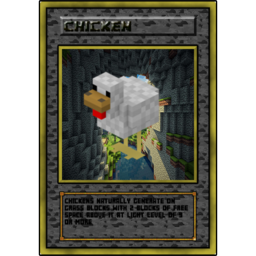 CHICKEN
CHICKENS NATURALLY GENERATE ON
GRASS BLOCKS WITH 2 BLOCKS OF FREE
SPACE ABOVE IT AT LIGHT LEVEL OF 9
OR MORE